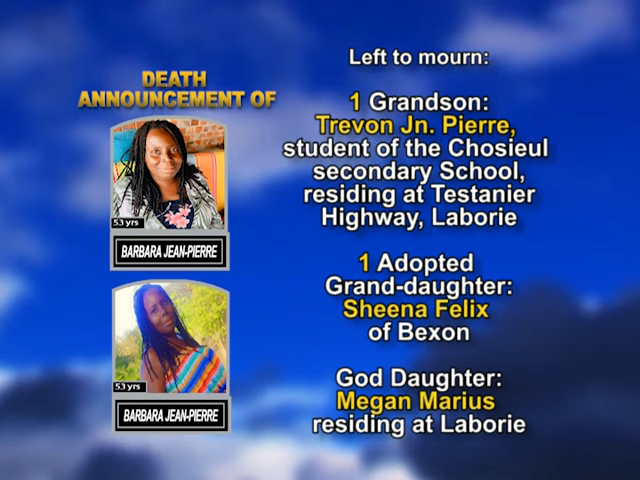 DEATH
ANNOUNCEMENT OF
53 yrs
BARBARA JEAN-PIERRE
53 yrs
BARBARA JEAN-PIERRE
Left to mourn:
1 Grandson:
Trevon Jn. Pierre,
student of the Chosieul
secondary School,
residing at Testanier
Highway, Laborie
1 Adopted
Grand-daughter:
Sheena Felix
of Bexon
God Daughter:
Megan Marius
residing at Laborie